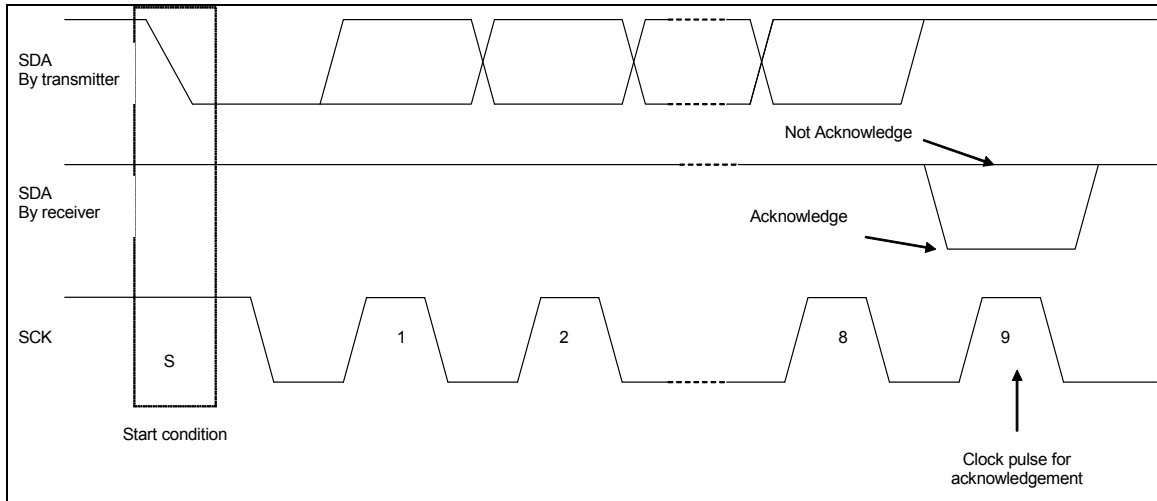 SDA
By transmitter
Not Acknowledge
SDA
By receiver
Acknowledge
SCK
S
1
2
8
9
Start condition
Clock pulse for
acknowledgement